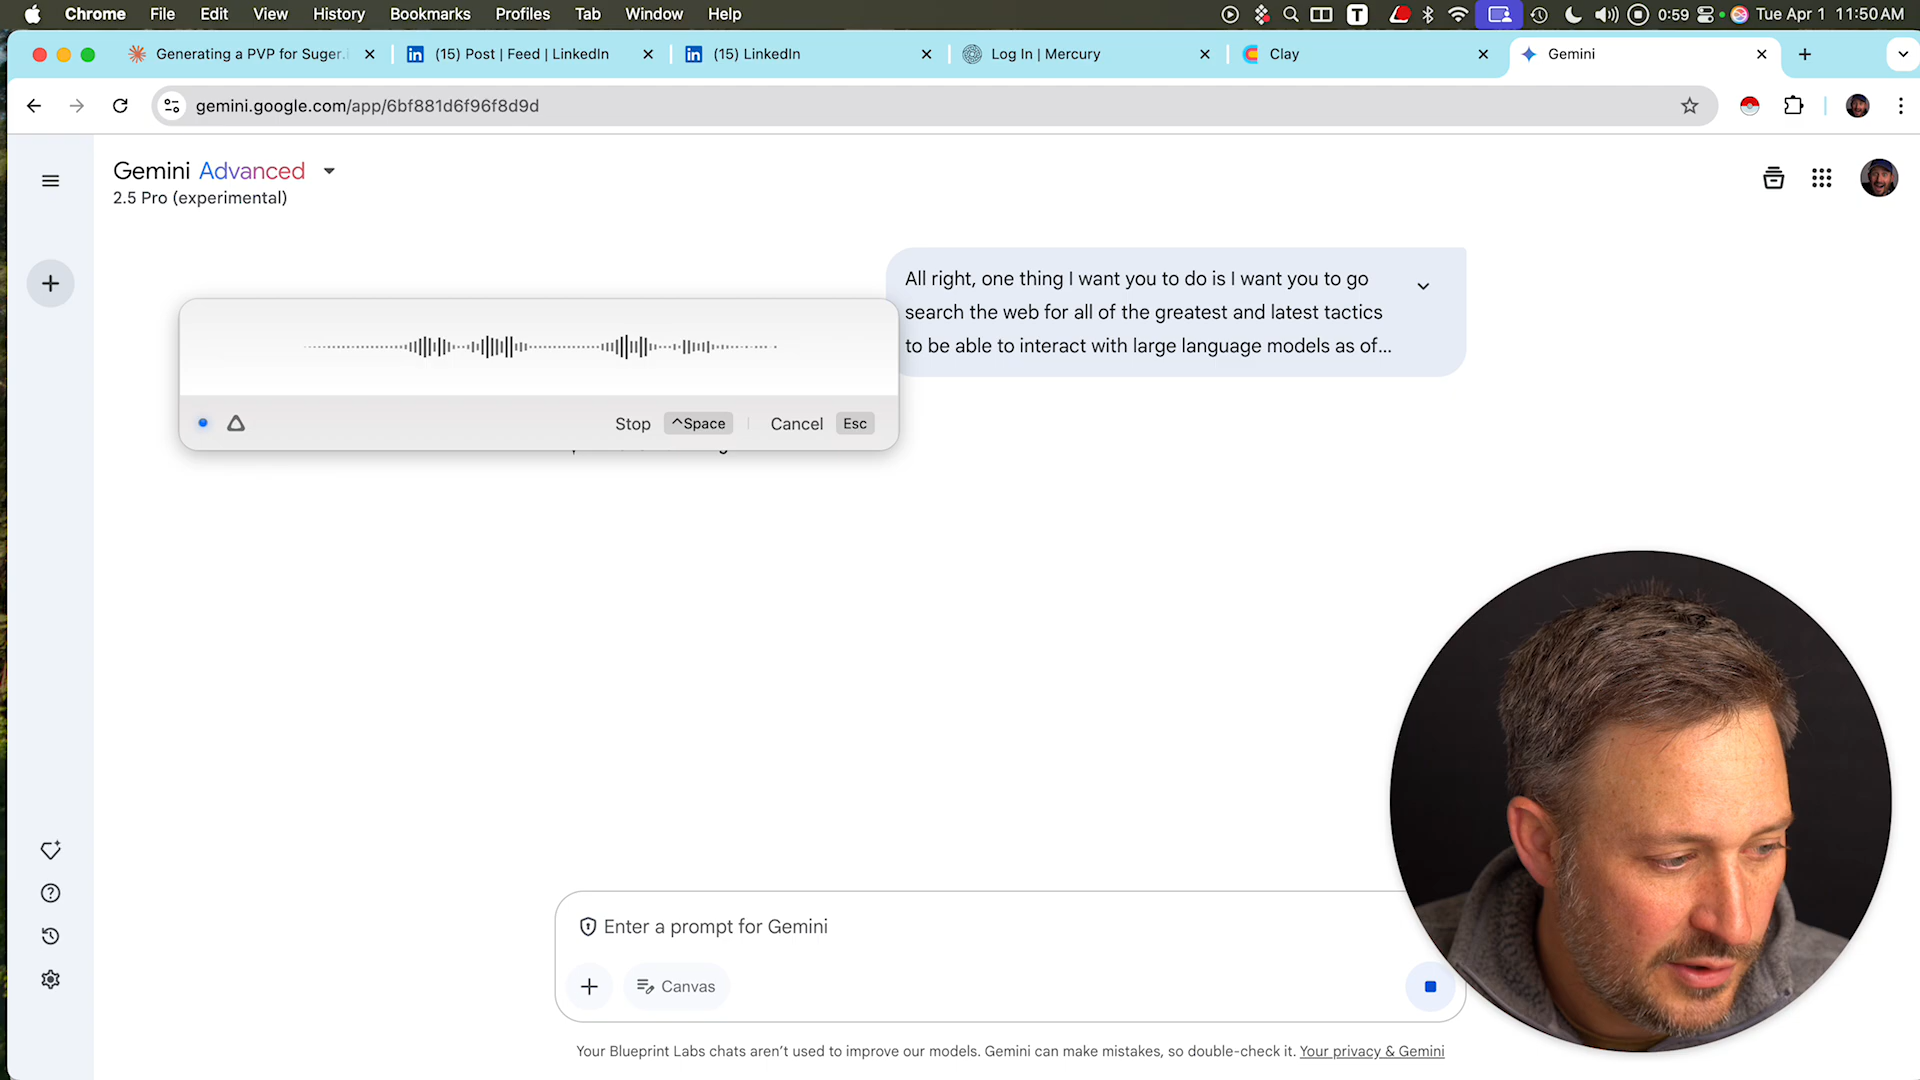 Chrome File Edit View History Bookmarks Profiles Tab Window Help
T 0:59 Tue Apr 1 11:50 AM
Generating a PVP for Suger.
(15) Post | Feed | LinkedIn
(15) LinkedIn
Log In | Mercury
Clay
Gemini
gemini.google.com/app/6bf881d6f96f8d9d
Gemini Advanced
2.5 Pro (experimental)
All right, one thing I want you to do is I want you to go
search the web for all of the greatest and latest tactics
to be able to interact with large language models as of...
Stop ^Space Cancel Esc
Enter a prompt for Gemini
Canvas
Your Blueprint Labs chats aren't used to improve our models. Gemini can make mistakes, so double-check it. Your privacy & Gemini